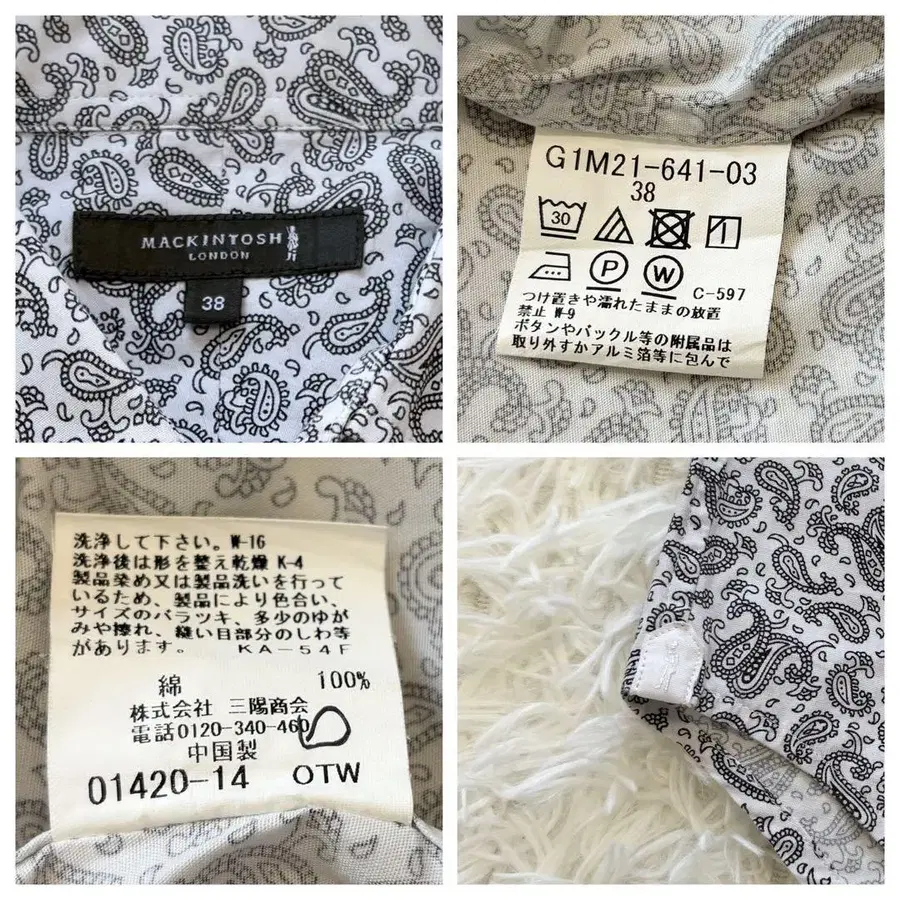 MACKINTOSH
LONDON
38
G1M21-641-03
38
30
P W
C-597
つけ置きや濡れたままの放置
禁止 W-9
ボタンやバックル等の附属品は
取り外すかアルミ箔等に包んで
洗浄して下さい。W-16
洗浄後は形を整え乾燥 K-4
製品染め又は製品洗いを行って
いるため、製品により色合い、
サイズのバラツキ、多少のゆが
みや擦れ、縫い目部分のしわ等
があります。 KA-54F
綿 100%
株式会社 三陽商会
電話0120-340-460
中国製
01420-14 OTW